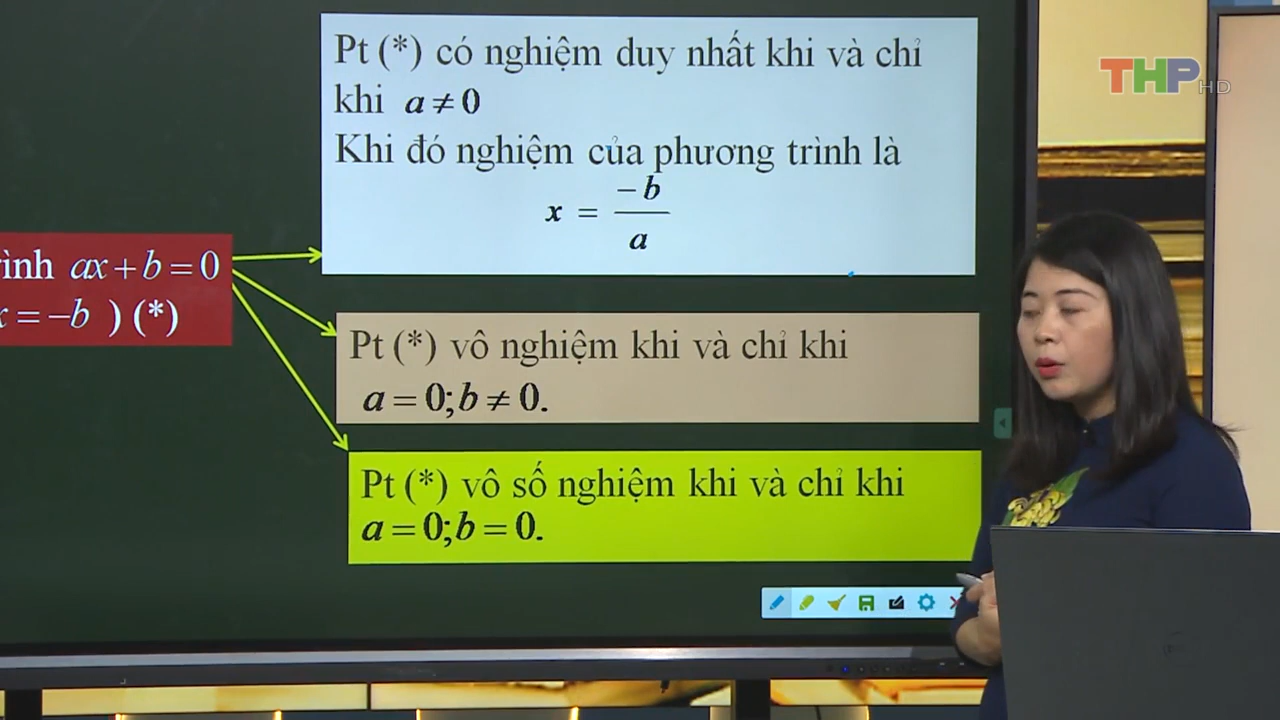 Pt (*) có nghiệm duy nhất khi và chỉ
khi a ≠ 0
Khi đó nghiệm của phương trình là
x = -b/a
THP HD
ình ax + b = 0
x = -b ) (*)
Pt (*) vô nghiệm khi và chỉ khi
a = 0; b ≠ 0.
Pt (*) vô số nghiệm khi và chỉ khi
a = 0; b = 0.